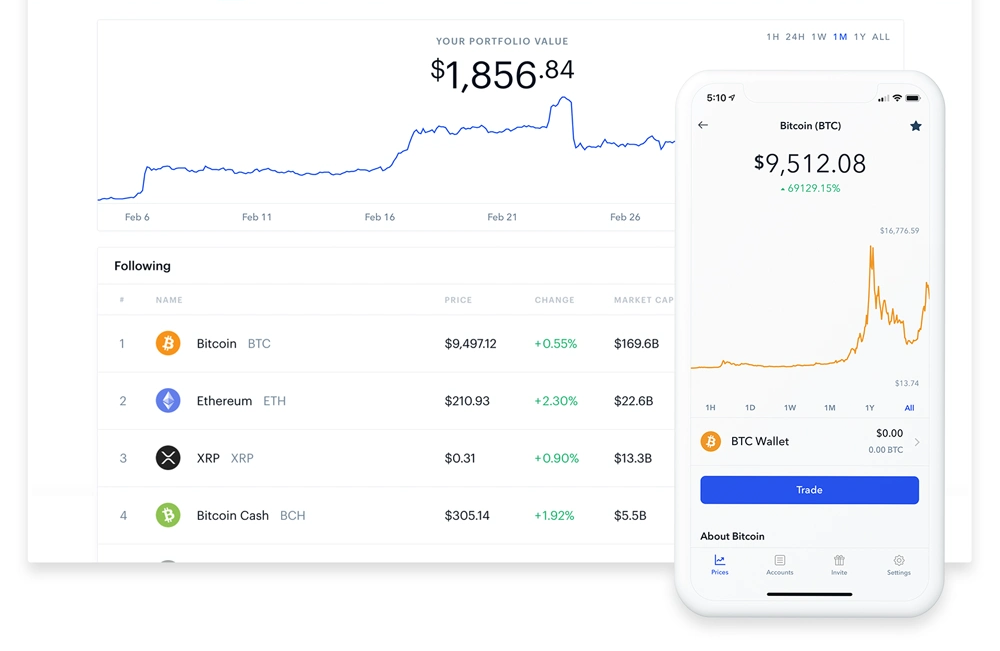 YOUR PORTFOLIO VALUE
$1,856.84
1H 24H 1W 1M 1Y ALL
Feb 6 Feb 11 Feb 16 Feb 21 Feb 26
Following
# NAME PRICE CHANGE MARKET CAP
1 Bitcoin BTC $9,497.12 +0.55% $169.6B
2 Ethereum ETH $210.93 +2.30% $22.6B
3 XRP XRP $0.31 +0.90% $13.3B
4 Bitcoin Cash BCH $305.14 +1.92% $5.5B
5:10
Bitcoin (BTC)
$9,512.08
69129.15%
$16,776.59
$13.74
1H 1D 1W 1M 1Y All
BTC Wallet $0.00
0.00 BTC
Trade
About Bitcoin
Prices Accounts Invite Settings